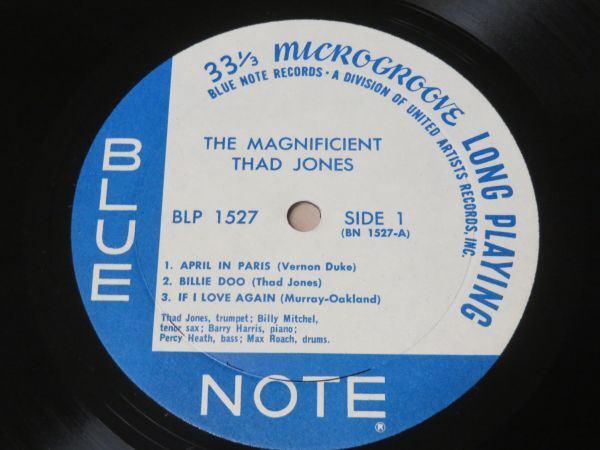 33⅓ MICROGROOVE LONG PLAYING
BLUE NOTE RECORDS • A DIVISION OF UNITED ARTISTS RECORDS, INC.
THE MAGNIFICIENT
THAD JONES
BLP 1527 SIDE 1
(BN 1527-A)
1. APRIL IN PARIS (Vernon Duke)
2. BILLIE DOO (Thad Jones)
3. IF I LOVE AGAIN (Murray-Oakland)
Thad Jones, trumpet; Billy Mitchel,
tenor sax; Barry Harris, piano;
Percy Heath, bass; Max Roach, drums.
BLUE
NOTE®